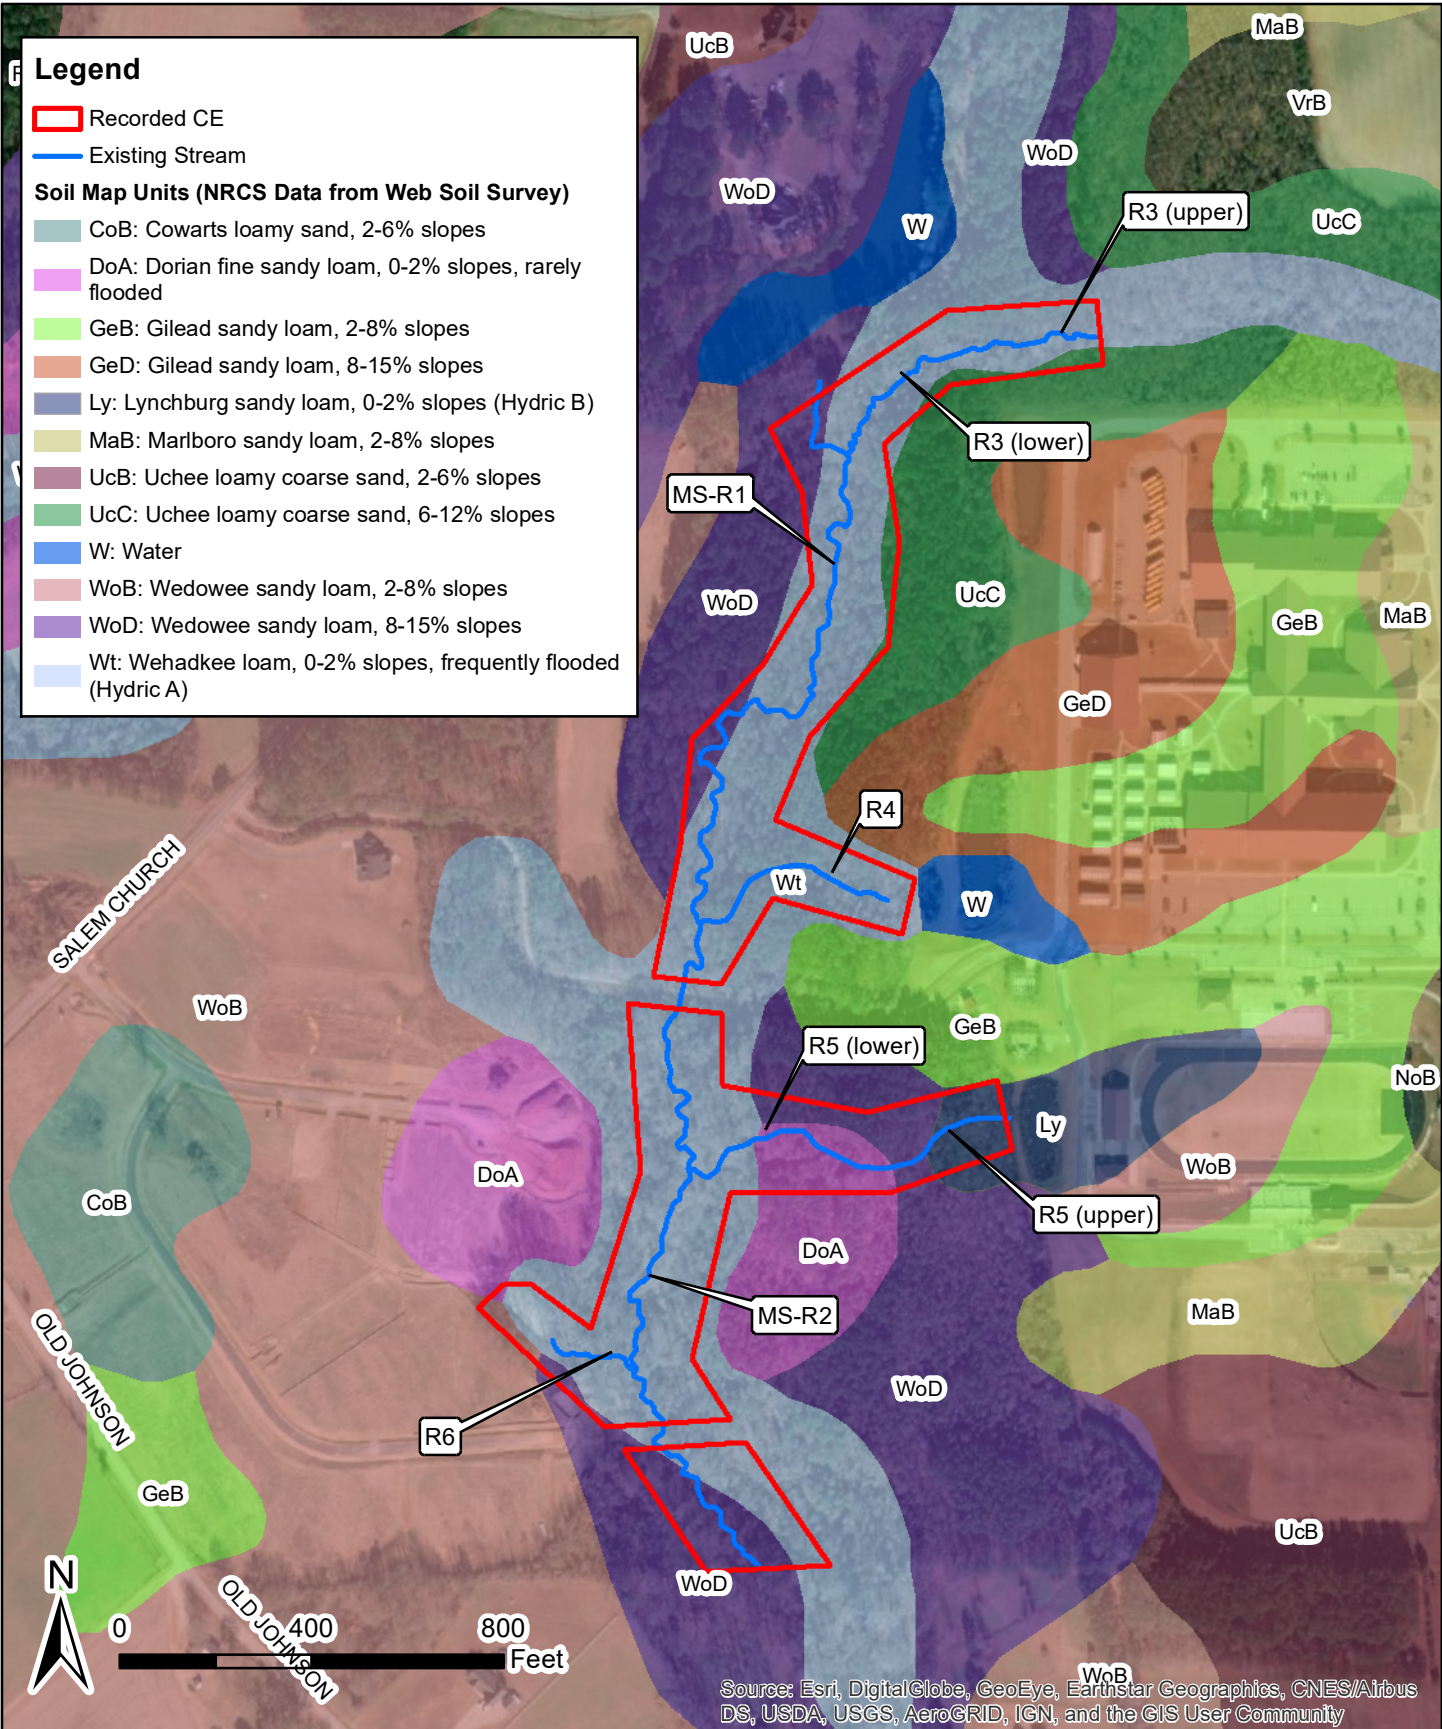 Legend
Recorded CE
Existing Stream
Soil Map Units (NRCS Data from Web Soil Survey)
CoB: Cowarts loamy sand, 2-6% slopes
DoA: Dorian fine sandy loam, 0-2% slopes, rarely
flooded
GeB: Gilead sandy loam, 2-8% slopes
GeD: Gilead sandy loam, 8-15% slopes
Ly: Lynchburg sandy loam, 0-2% slopes (Hydric B)
MaB: Marlboro sandy loam, 2-8% slopes
UcB: Uchee loamy coarse sand, 2-6% slopes
UcC: Uchee loamy coarse sand, 6-12% slopes
W: Water
WoB: Wedowee sandy loam, 2-8% slopes
WoD: Wedowee sandy loam, 8-15% slopes
Wt: Wehadkee loam, 0-2% slopes, frequently flooded
(Hydric A)
UcB
MaB
VrB
WoD
WoD
R3 (upper)
UcC
W
R3 (lower)
MS-R1
WoD
UcC
GeB
MaB
GeD
R4
Wt
W
SALEM CHURCH
WoB
GeB
R5 (lower)
NoB
Ly
DoA
WoB
CoB
R5 (upper)
DoA
MS-R2
MaB
OLD JOHNSON
WoD
R6
GeB
UcB
WoD
N
OLD JOHNSON
0 400 800
Feet
WoB
Source: Esri, DigitalGlobe, GeoEye, Earthstar Geographics, CNES/Airbus
DS, USDA, USGS, AeroGRID, IGN, and the GIS User Community